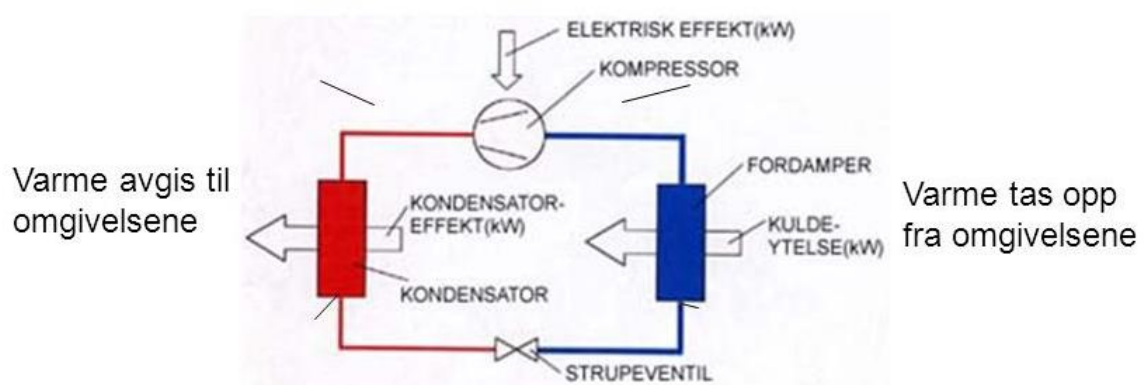 ELEKTRISK EFFEKT(kW)
KOMPRESSOR
Varme avgis til
omgivelsene
KONDENSATOR-
EFFEKT(kW)
KONDENSATOR
FORDAMPER
KULDE-
YTELSE(kW)
Varme tas opp
fra omgivelsene
STRUPEVENTIL